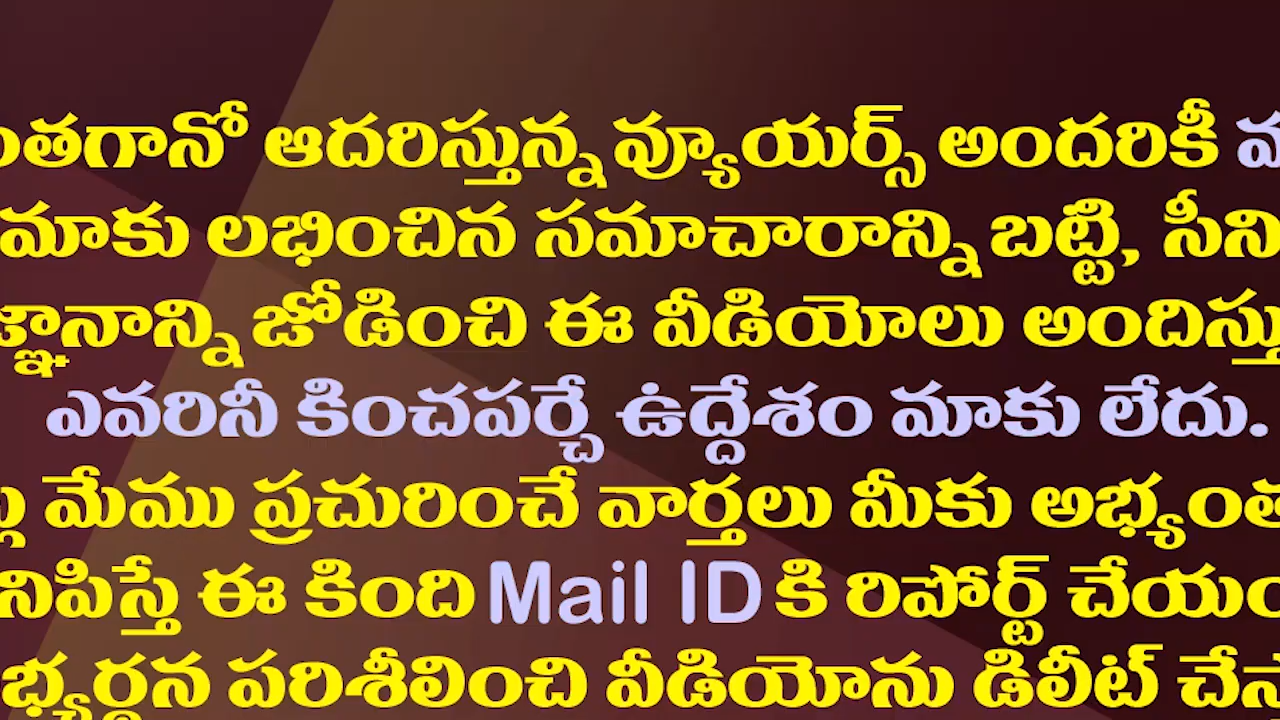 ంతగానో ఆదరిస్తున్న వ్యూయర్స్ అందరికీ
మాకు లభించిన సమాచారాన్ని బట్టి, సీని
జ్ఞానాన్ని జోడించి ఈ వీడియోలు అందిస్తు
ఎవరినీ కించపర్చే ఉద్దేశం మాకు లేదు.
మేము ప్రచురించే వార్తలు మీకు అభ్యంత
నిపిస్తే ఈ కింది Mail ID కి రిపోర్ట్ చేయం
భ్యర్థన పరిశీలించి వీడియోను డిలీట్ చేస